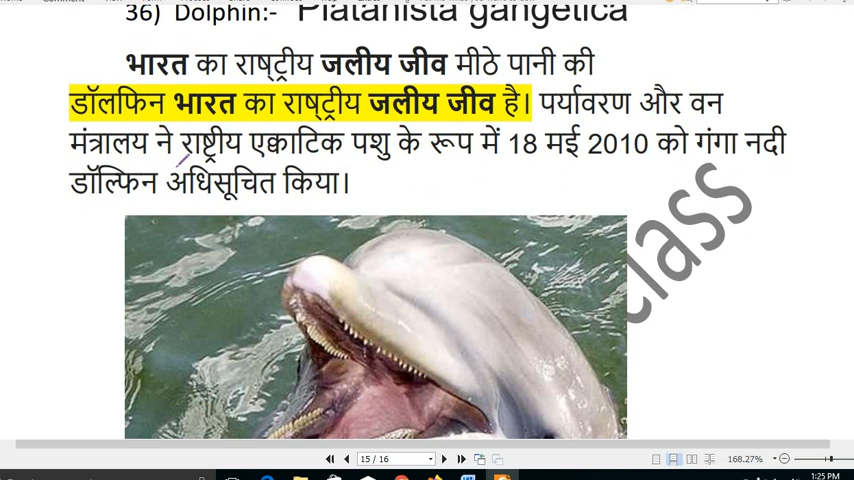 36) Dolphin:- Platanista gangetica
भारत का राष्ट्रीय जलीय जीव मीठे पानी की
डॉलफिन भारत का राष्ट्रीय जलीय जीव है। पर्यावरण और वन
मंत्रालय ने राष्ट्रीय एक्वाटिक पशु के रूप में 18 मई 2010 को गंगा नदी
डॉल्फिन अधिसूचित किया।
class
15 / 16
168.27%
1:25 PM